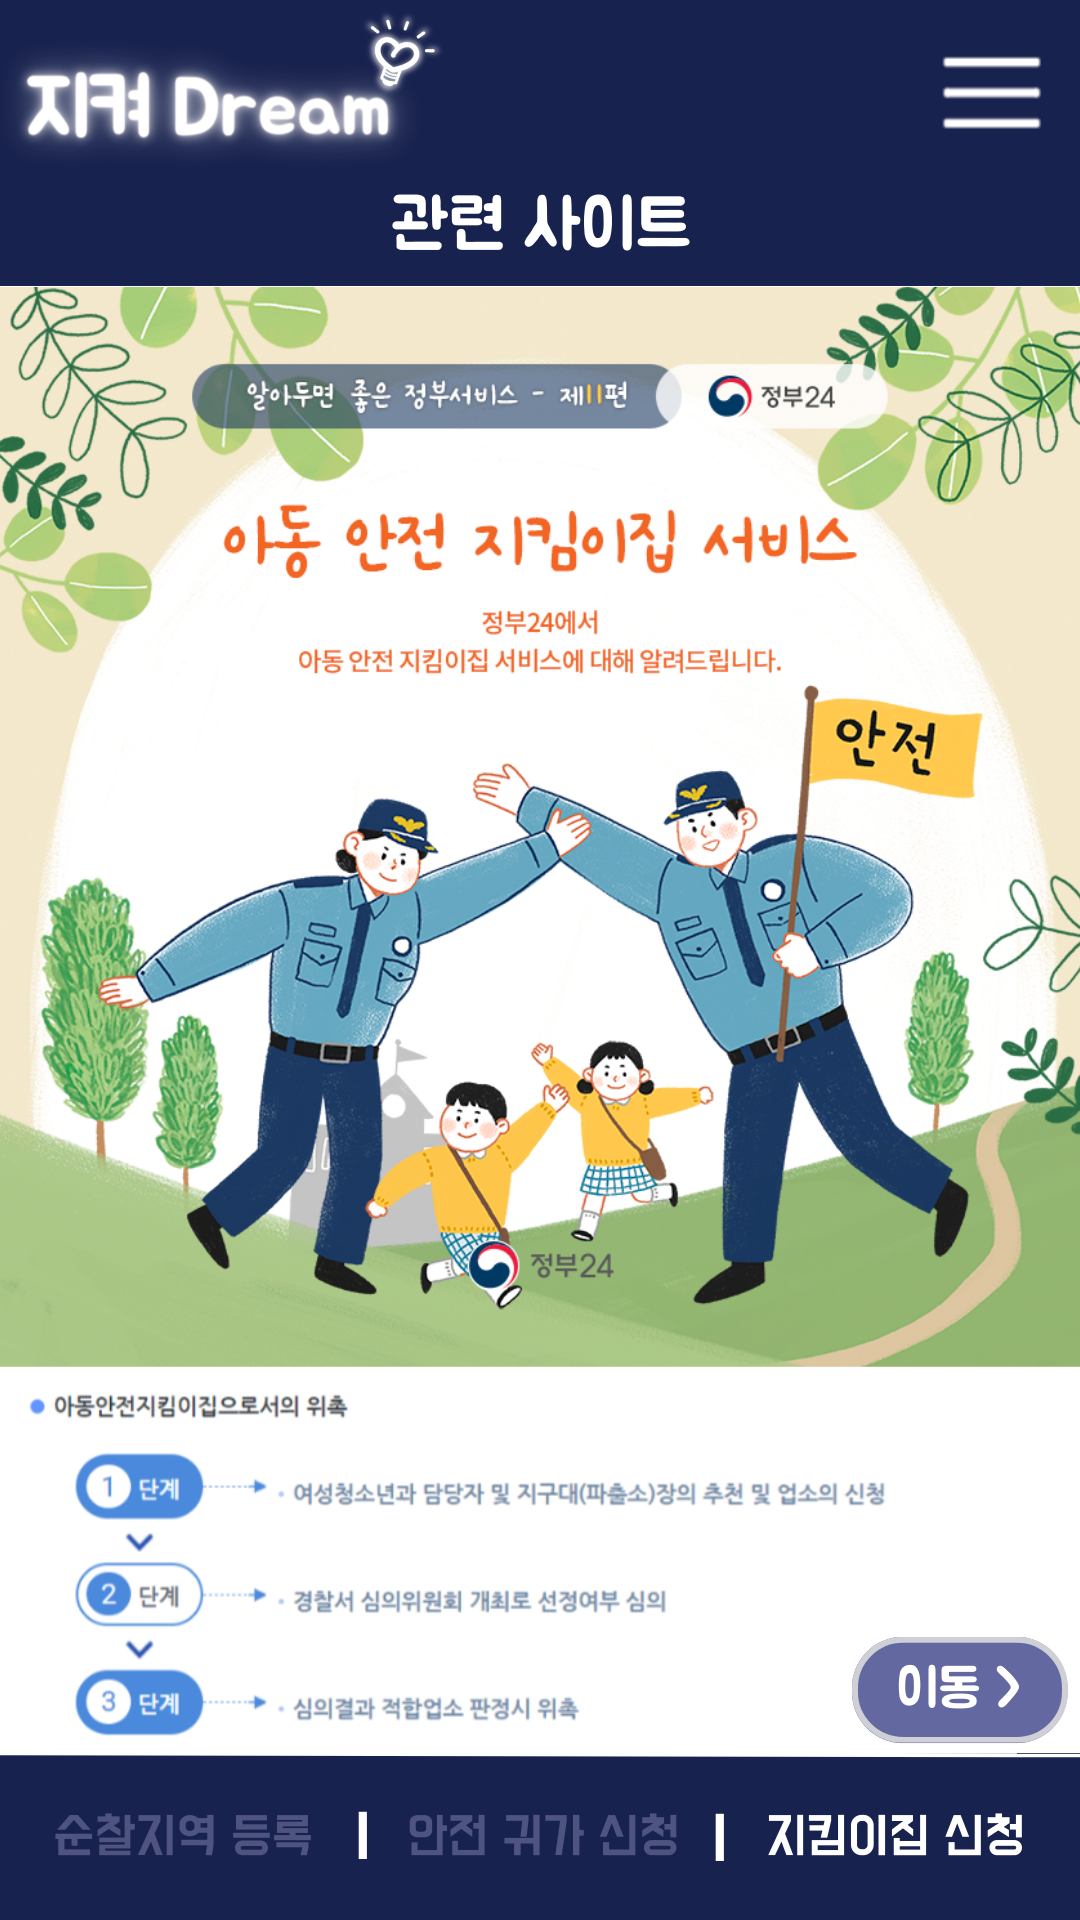 지켜 Dream
관련 사이트
알아두면 좋은 정부서비스 - 제11편
정부24
아동 안전 지킴이집 서비스
정부24에서
아동 안전 지킴이집 서비스에 대해 알려드립니다.
안전
정부24
아동안전지킴이집으로서의 위촉
1 단계
여성청소년과 담당자 및 지구대(파출소)장의 추천 및 업소의 신청
2 단계
경찰서 심의위원회 개최로 선정여부 심의
3 단계
심의결과 적합업소 판정시 위촉
이동 >
순찰지역 등록 | 안전 귀가 신청 | 지킴이집 신청